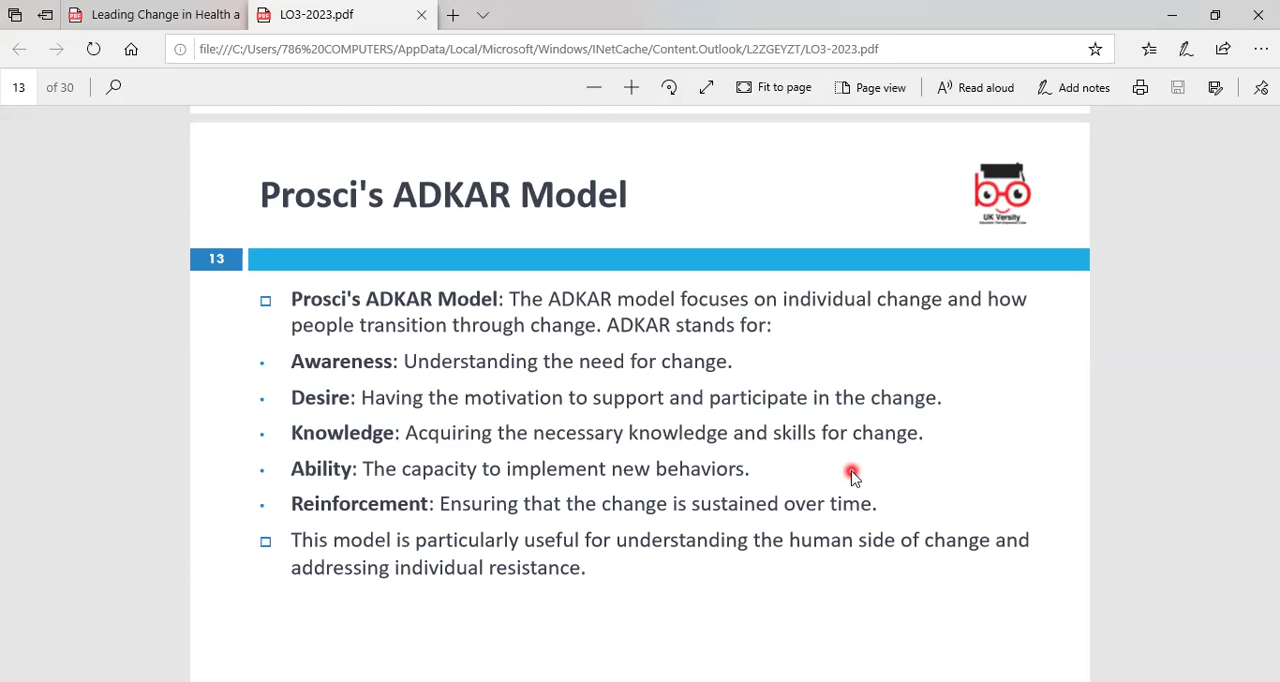 Leading Change in Health a
LO3-2023.pdf
file:///C:/Users/786%20COMPUTERS/AppData/Local/Microsoft/Windows/INetCache/Content.Outlook/L2ZGEYZT/LO3-2023.pdf
13 of 30 Fit to page Page view Read aloud Add notes
Prosci's ADKAR Model
UK Versity
13
Prosci's ADKAR Model: The ADKAR model focuses on individual change and how
people transition through change. ADKAR stands for:
Awareness: Understanding the need for change.
Desire: Having the motivation to support and participate in the change.
Knowledge: Acquiring the necessary knowledge and skills for change.
Ability: The capacity to implement new behaviors.
Reinforcement: Ensuring that the change is sustained over time.
This model is particularly useful for understanding the human side of change and
addressing individual resistance.